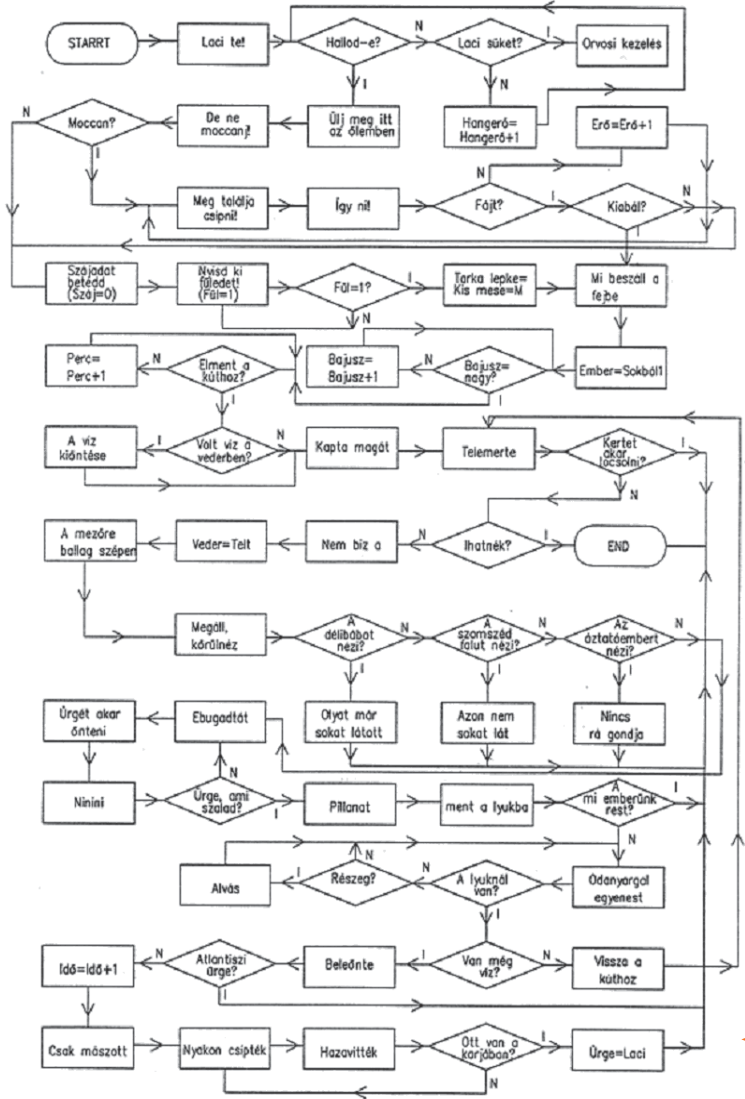 STARRT
Laci te!
Hallod-e?
N
Laci süket?
I
Orvosi kezelés
I
N
N
Moccan?
De ne
moccanj!
Ülj meg itt
az ölemben
Hangerő=
Hangerő+1
Erő=Erő+1
I
N
Meg találja
csípni!
Így ni!
Fájt?
I
Kiabál?
N
I
Szájadat
betedd
(Száj=0)
Nyisd ki
füledet!
(Fül=1)
Fül=1?
I
Tarka lepke=
Kis mese=M
Mi beszáll a
fejbe
N
Perc=
Perc+1
N
Elment a
kúthoz?
Bajusz=
Bajusz+1
N
Bajusz=
nagy?
Ember=Sokból1
I
I
A víz
kiöntése
I
Volt víz a
vederben?
N
Kapta magát
Telemerte
Kertet
akar
locsolni?
I
N
A mezőre
ballag szépen
Veder=Telt
Nem biz a
N
Ihatnék?
I
END
Megáll,
körülnéz
A
délibábot
nézi?
N
A
szomszéd
falut nézi?
N
Az
áztatóembert
nézi?
N
I
I
I
Ürgét akar
önteni
Ebugadtát
Olyat már
sokat látott
Azon nem
sokat lát
Nincs
rá gondja
N
Ninini
Ürge, ami
szalad?
I
Pillanat
ment a lyukba
A
mi emberünk
rest?
I
N
Alvás
I
Részeg?
N
N
A lyuknál
van?
Odanyargal
egyenest
I
Idő=Idő+1
N
Atlantiszi
ürge?
Beleönte
I
Van még
víz?
N
Vissza a
kúthoz
I
Csak mászott
Nyakon csípték
Hazavitték
Ott van a
karjában?
I
Ürge=Laci
N